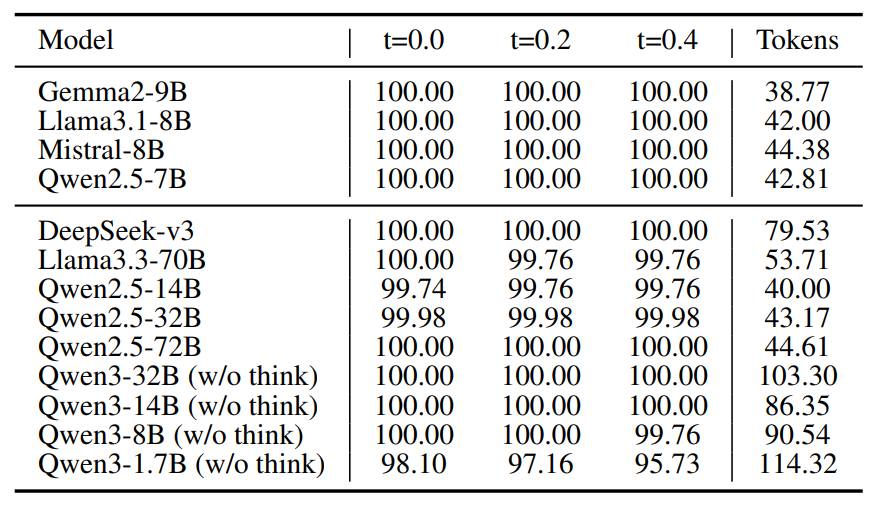 Model t=0.0 t=0.2 t=0.4 Tokens
Gemma2-9B 100.00 100.00 100.00 38.77
Llama3.1-8B 100.00 100.00 100.00 42.00
Mistral-8B 100.00 100.00 100.00 44.38
Qwen2.5-7B 100.00 100.00 100.00 42.81
DeepSeek-v3 100.00 100.00 100.00 79.53
Llama3.3-70B 100.00 99.76 99.76 53.71
Qwen2.5-14B 99.74 99.76 99.76 40.00
Qwen2.5-32B 99.98 99.98 99.98 43.17
Qwen2.5-72B 100.00 100.00 100.00 44.61
Qwen3-32B (w/o think) 100.00 100.00 100.00 103.30
Qwen3-14B (w/o think) 100.00 100.00 100.00 86.35
Qwen3-8B (w/o think) 100.00 100.00 99.76 90.54
Qwen3-1.7B (w/o think) 98.10 97.16 95.73 114.32